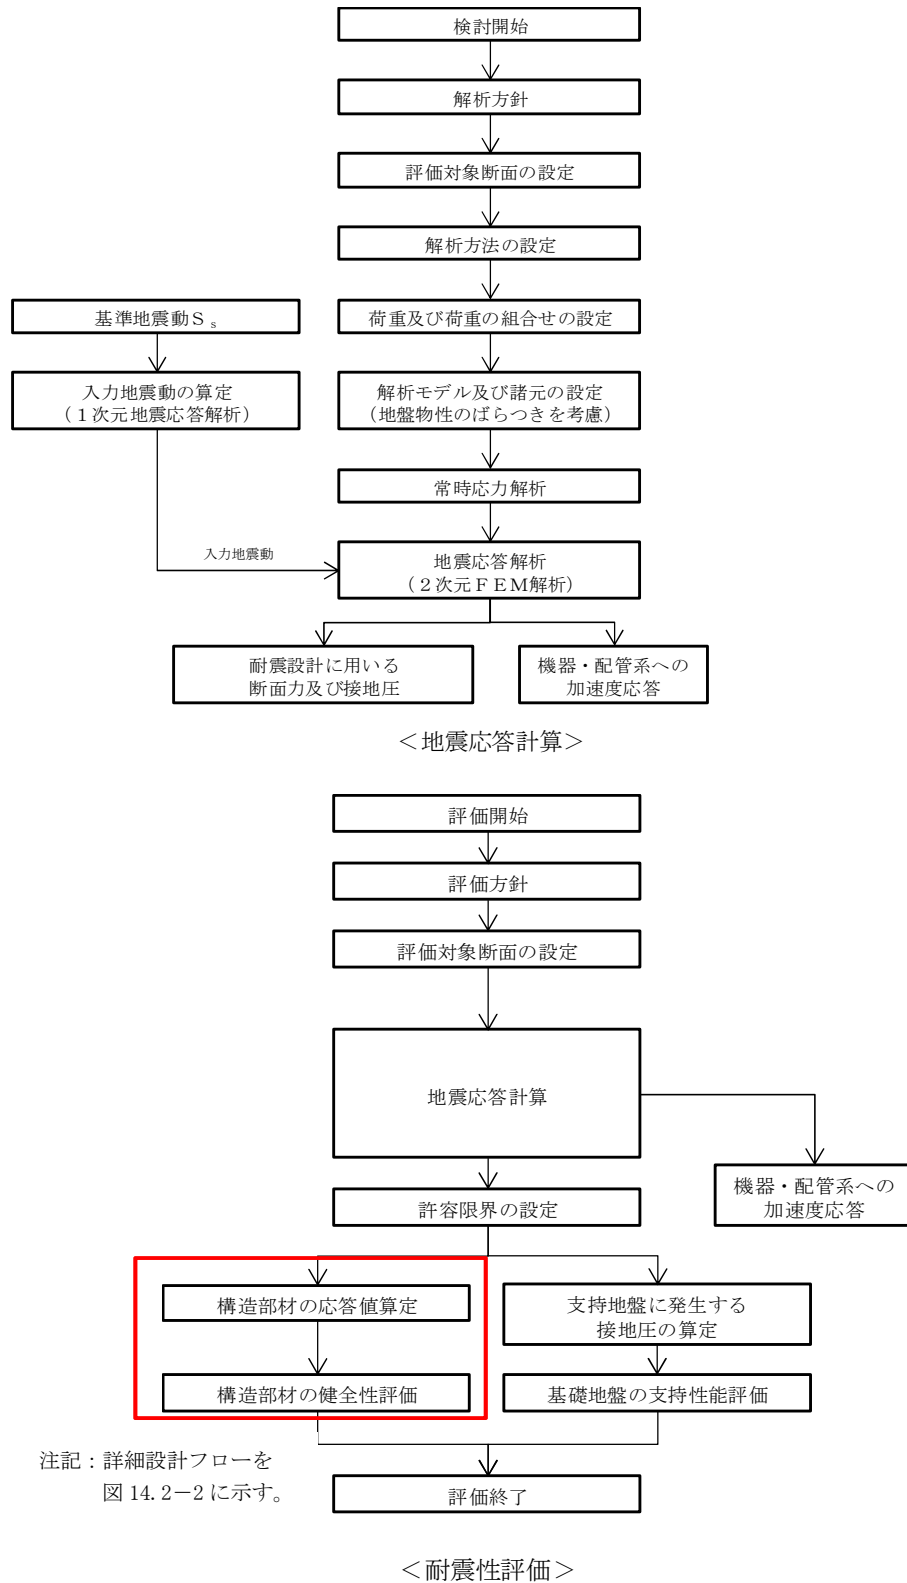 検討開始
解析方針
評価対象断面の設定
解析方法の設定
基準地震動Ｓs
荷重及び荷重の組合せの設定
入力地震動の算定
（１次元地震応答解析）
解析モデル及び諸元の設定
（地盤物性のばらつきを考慮）
常時応力解析
入力地震動
地震応答解析
（２次元ＦＥＭ解析）
耐震設計に用いる
断面力及び接地圧
機器・配管系への
加速度応答
＜地震応答計算＞
評価開始
評価方針
評価対象断面の設定
地震応答計算
機器・配管系への
加速度応答
許容限界の設定
構造部材の応答値算定
支持地盤に発生する
接地圧の算定
構造部材の健全性評価
基礎地盤の支持性能評価
注記：詳細設計フローを
図 14.2－2 に示す。
評価終了
＜耐震性評価＞